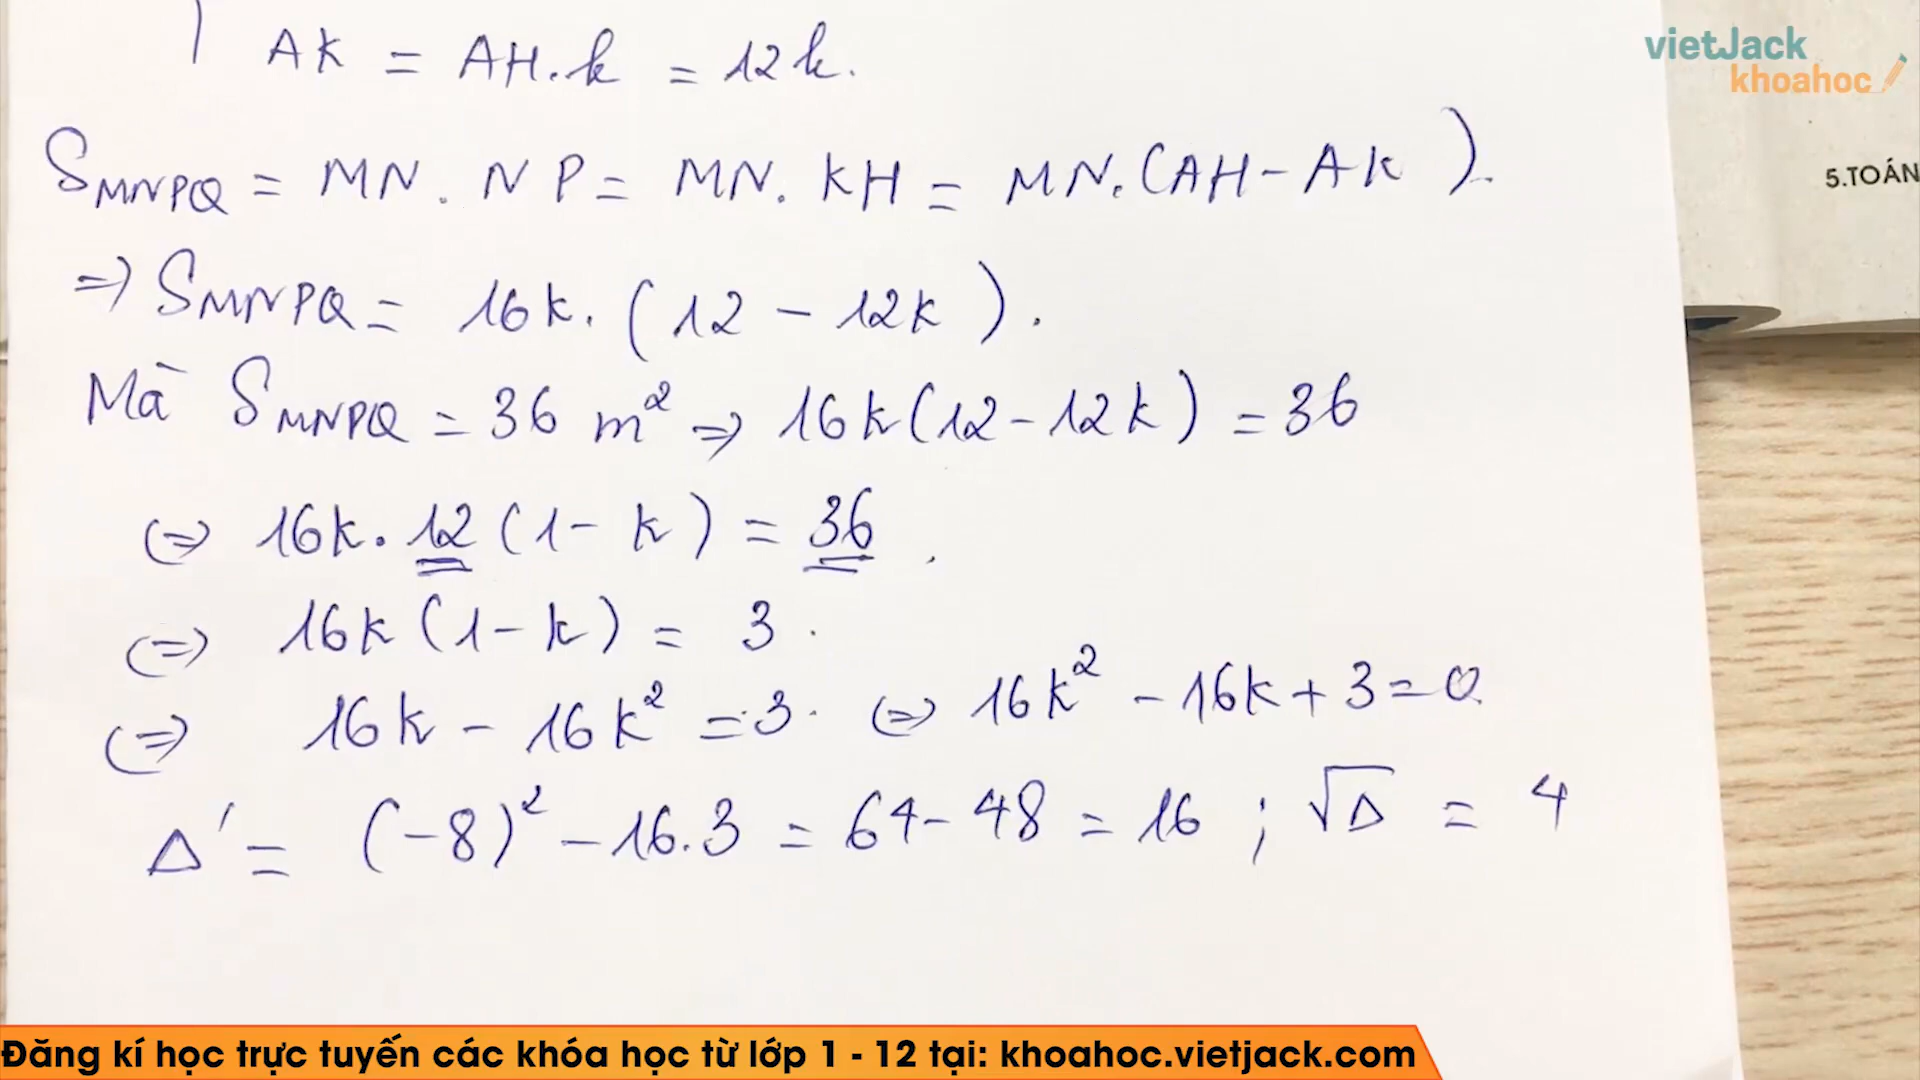 vietJack
khoahoc
5.TOÁN
AK = AH.k = 12k.
S_MNPQ = MN . NP = MN. KH = MN.(AH - AK).
=> S_MNPQ = 16k. (12 - 12k).
Mà S_MNPQ = 36 m² => 16k(12 - 12k) = 36
(=) 16k. 12 (1 - k) = 36.
(=) 16k(1 - k) = 3.
(=) 16k - 16k² = 3. (=) 16k² - 16k + 3 = 0.
Δ' = (-8)² - 16.3 = 64 - 48 = 16 ; √Δ = 4
Đăng kí học trực tuyến các khóa học từ lớp 1 - 12 tại: khoahoc.vietjack.com